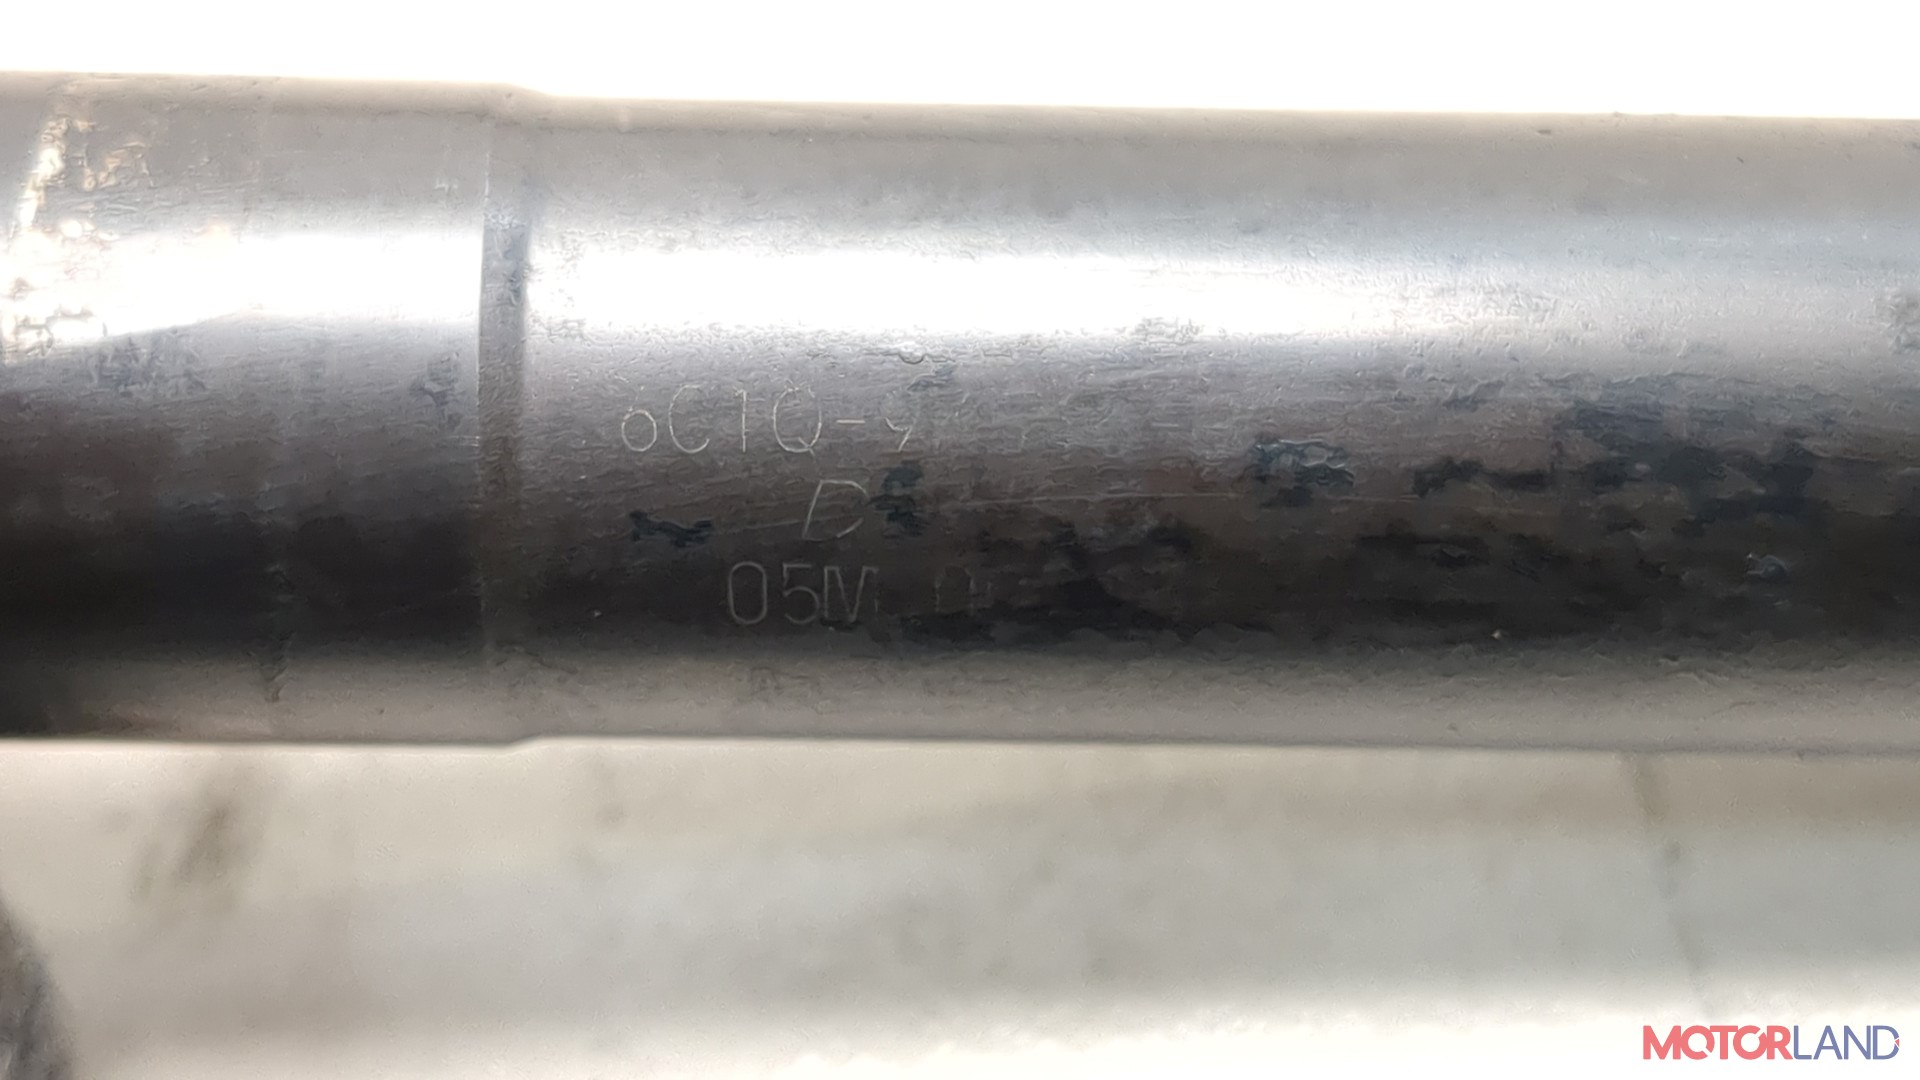 6C1Q-9
D
05M
MOTORLAND